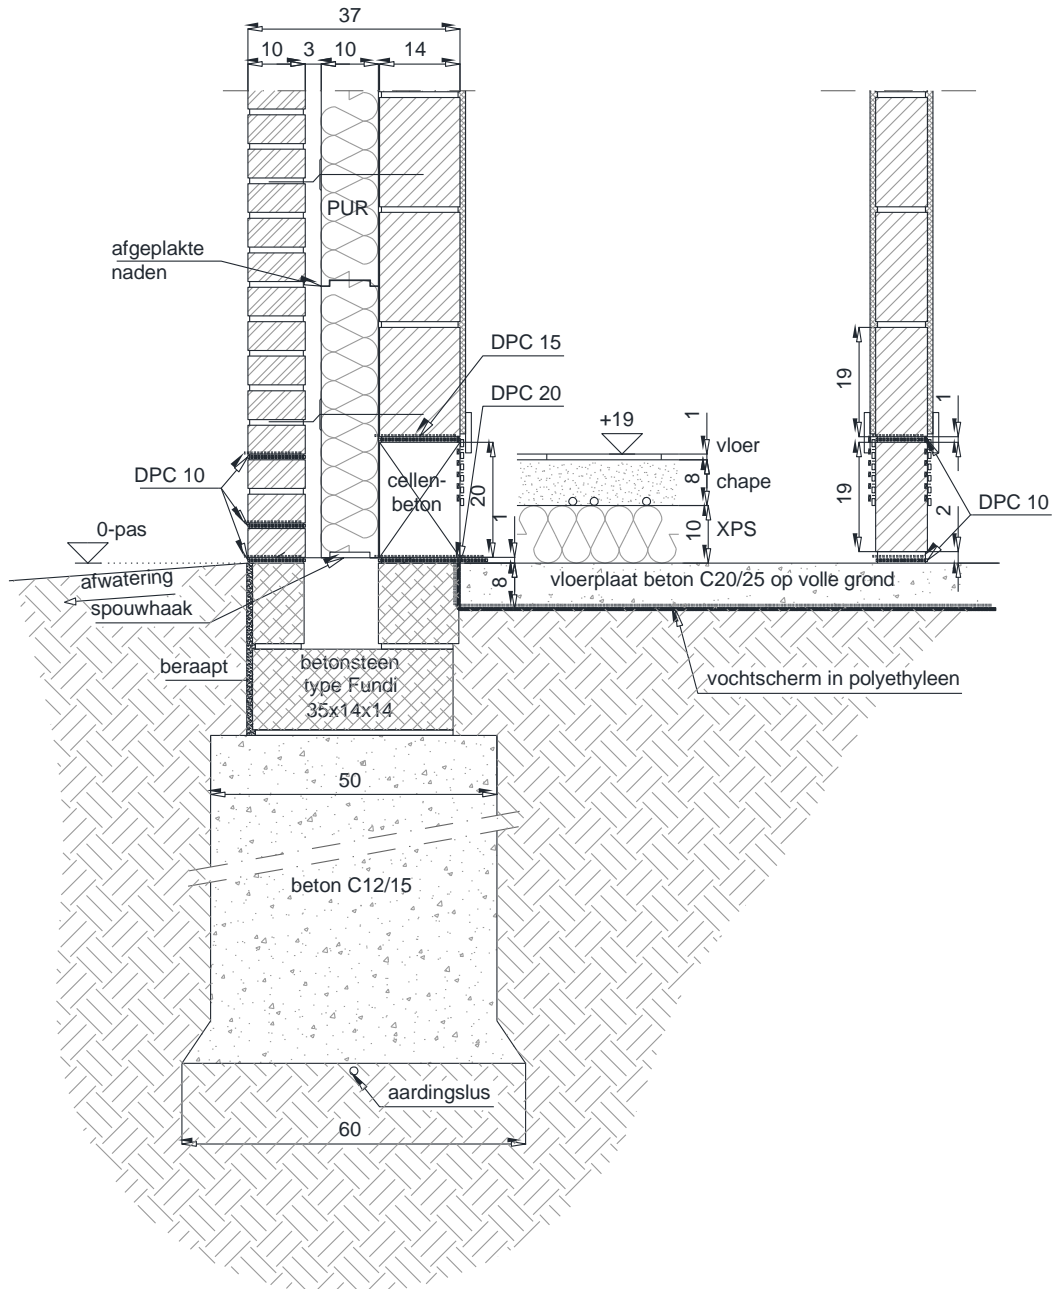 37
10 3 10 14
PUR
afgeplakte
naden
DPC 15
DPC 20
+19
1
vloer
8
chape
10
XPS
19
1
19
2
DPC 10
DPC 10
cellen-
beton
20
1
8
0-pas
afwatering
spouwhaak
vloerplaat beton C20/25 op volle grond
beraapt
betonsteen
type Fundi
35x14x14
vochtscherm in polyethyleen
50
beton C12/15
aardingslus
60